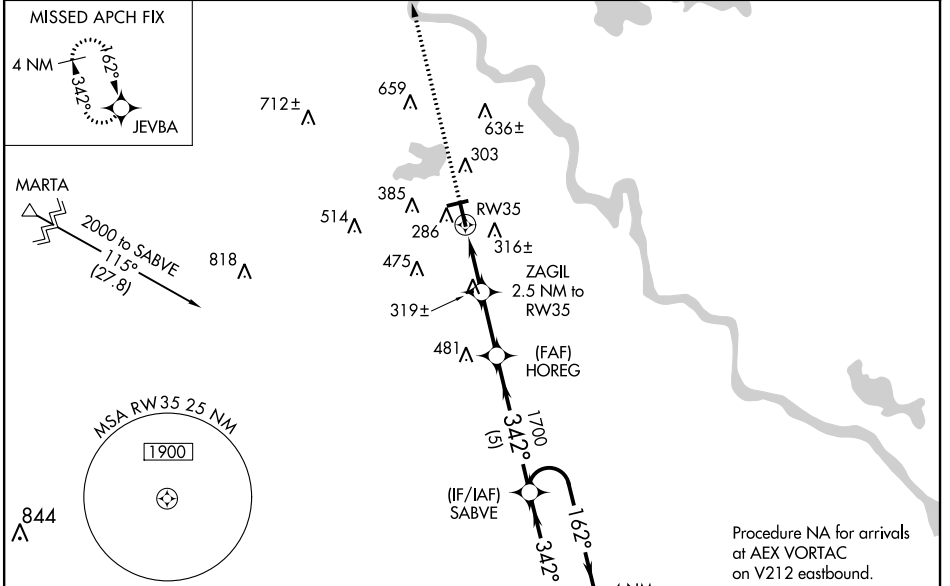 MISSED APCH FIX
4 NM
162°
342°
JEVBA
712±
659
636±
303
MARTA
385
RW35
514
286
316±
2000 to SABVE
115°
(27.8)
818
475
ZAGIL
2.5 NM to
RW35
319±
481
(FAF)
HOREG
MSA RW35 25 NM
1900
1700
342°
(5)
(IF/IAF)
SABVE
844
162°
342°
Procedure NA for arrivals
at AEX VORTAC
on V212 eastbound.